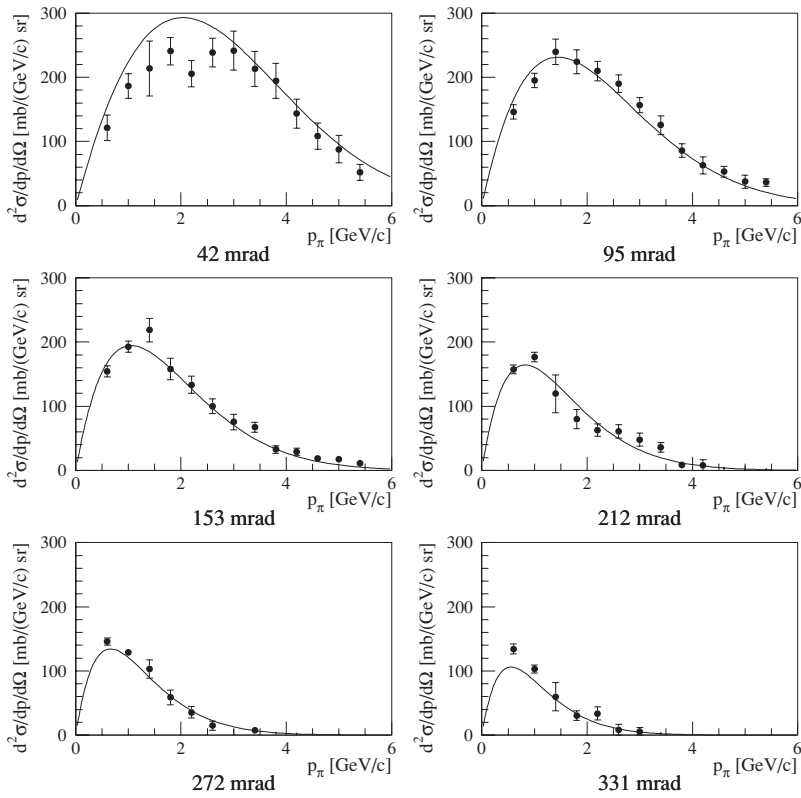 d²σ/dp/dΩ [mb/(GeV/c) sr]
300
200
100
0
0 2 4 6
p_π [GeV/c]
42 mrad
d²σ/dp/dΩ [mb/(GeV/c) sr]
300
200
100
0
0 2 4 6
p_π [GeV/c]
95 mrad
d²σ/dp/dΩ [mb/(GeV/c) sr]
300
200
100
0
0 2 4 6
p_π [GeV/c]
153 mrad
d²σ/dp/dΩ [mb/(GeV/c) sr]
300
200
100
0
0 2 4 6
p_π [GeV/c]
212 mrad
d²σ/dp/dΩ [mb/(GeV/c) sr]
300
200
100
0
0 2 4 6
p_π [GeV/c]
272 mrad
d²σ/dp/dΩ [mb/(GeV/c) sr]
300
200
100
0
0 2 4 6
p_π [GeV/c]
331 mrad